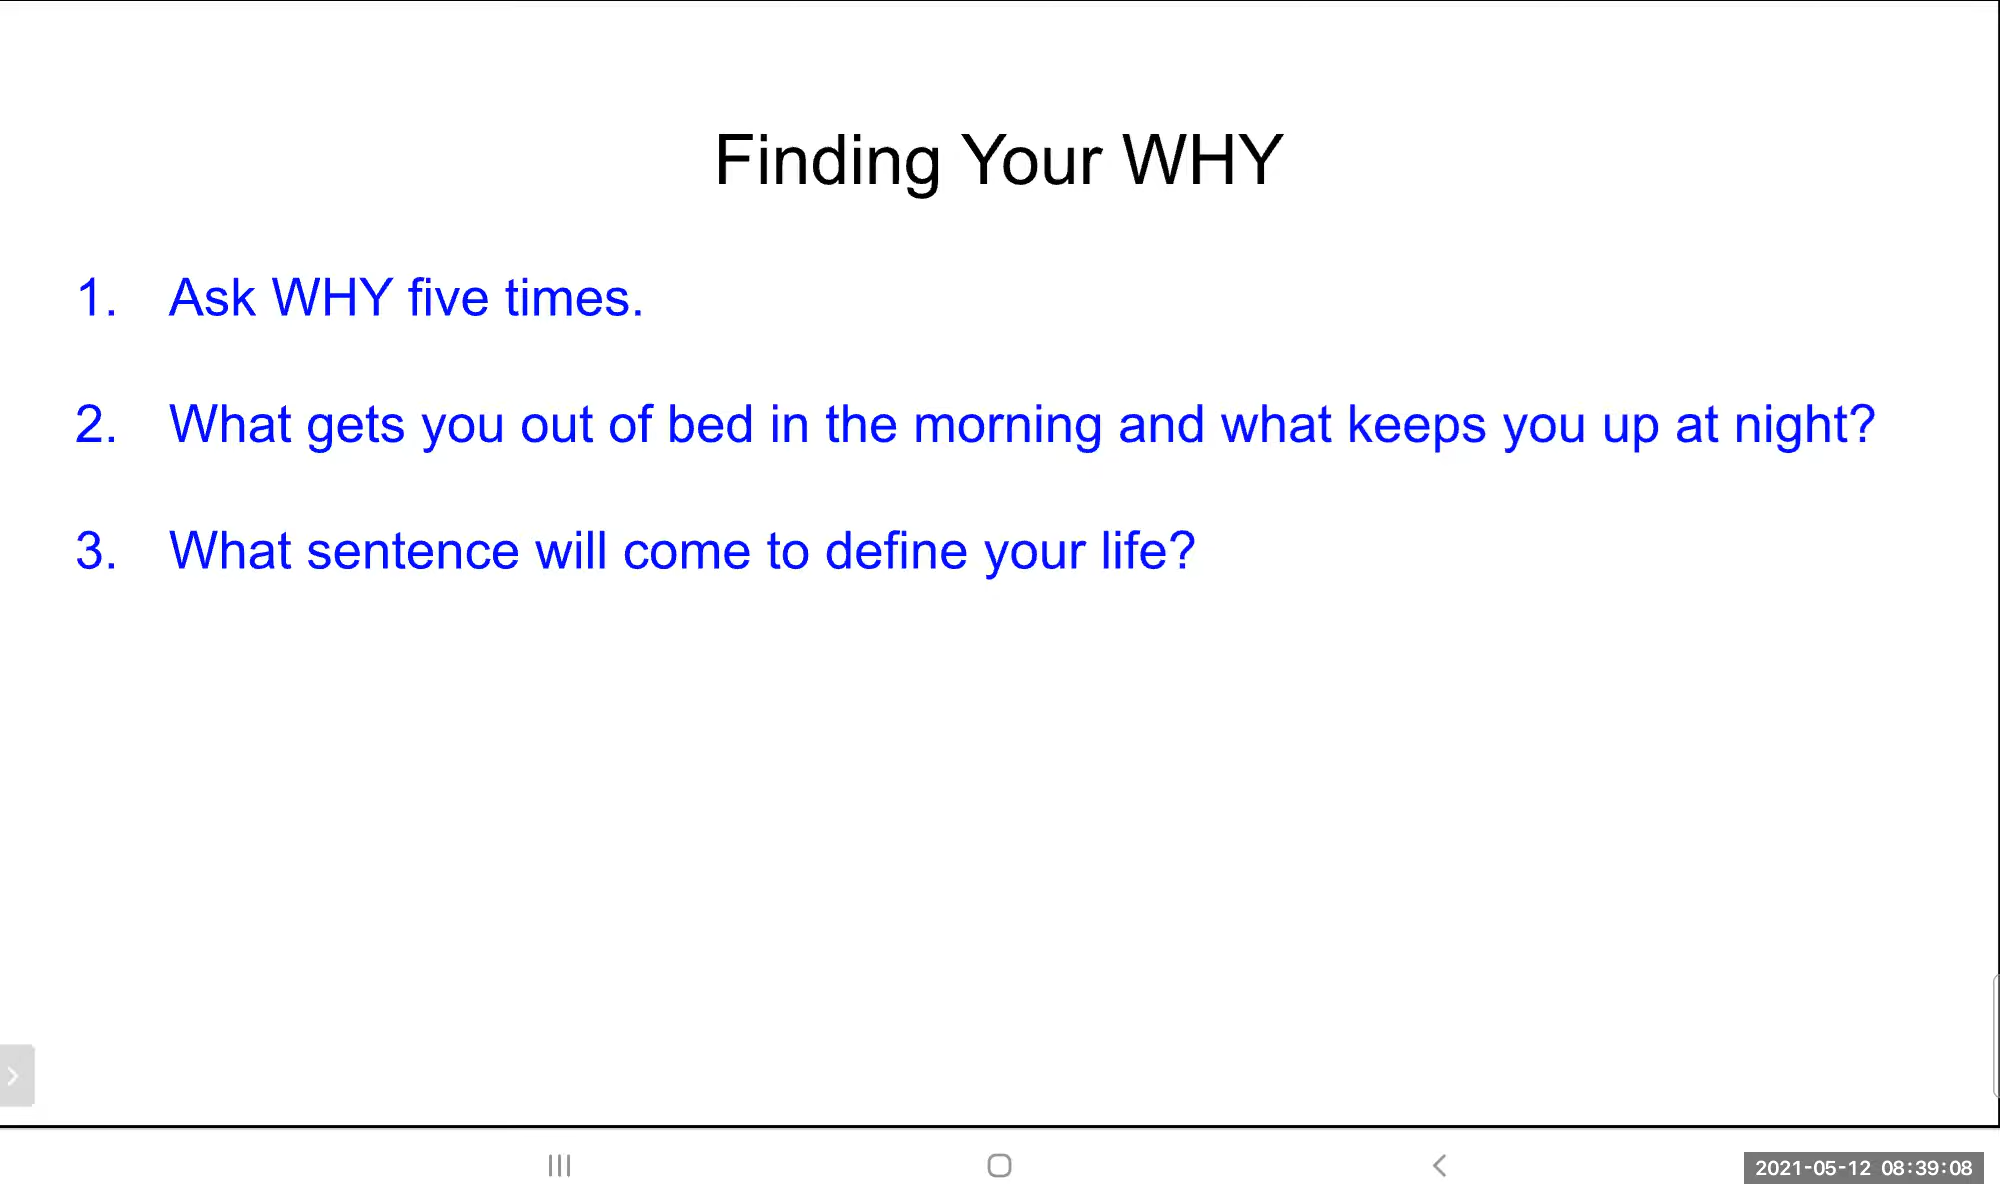 Finding Your WHY
1. Ask WHY five times.
2. What gets you out of bed in the morning and what keeps you up at night?
3. What sentence will come to define your life?
2021-05-12 08:39:08